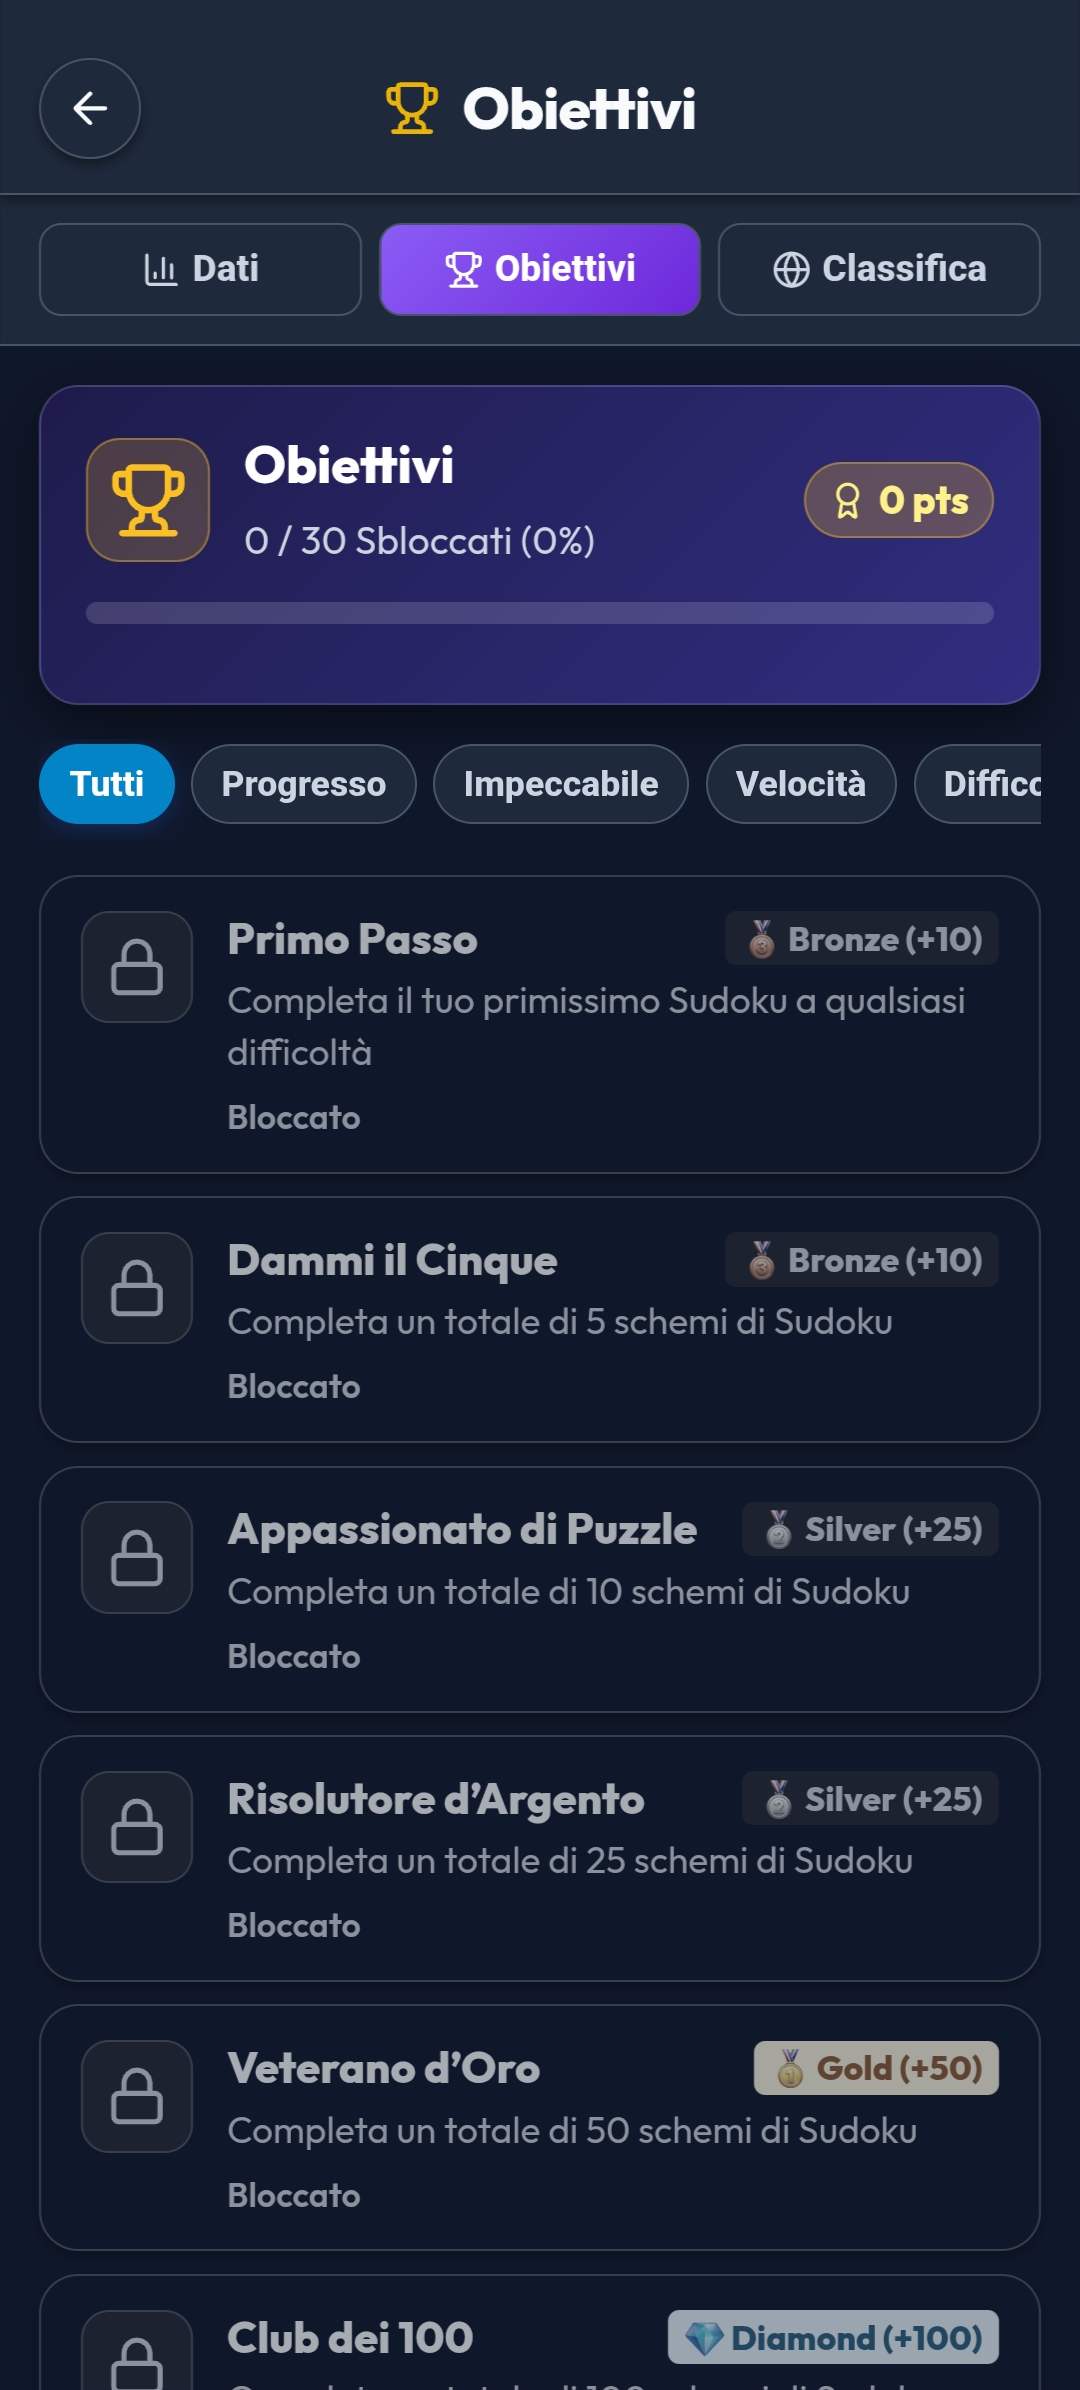 Obiettivi
Dati
Obiettivi
Classifica
Obiettivi
0 / 30 Sbloccati (0%)
0 pts
Tutti
Progresso
Impeccabile
Velocità
Diffico
Primo Passo
Bronze (+10)
Completa il tuo primissimo Sudoku a qualsiasi
difficoltà
Bloccato
Dammi il Cinque
Bronze (+10)
Completa un totale di 5 schemi di Sudoku
Bloccato
Appassionato di Puzzle
Silver (+25)
Completa un totale di 10 schemi di Sudoku
Bloccato
Risolutore d’Argento
Silver (+25)
Completa un totale di 25 schemi di Sudoku
Bloccato
Veterano d’Oro
Gold (+50)
Completa un totale di 50 schemi di Sudoku
Bloccato
Club dei 100
Diamond (+100)